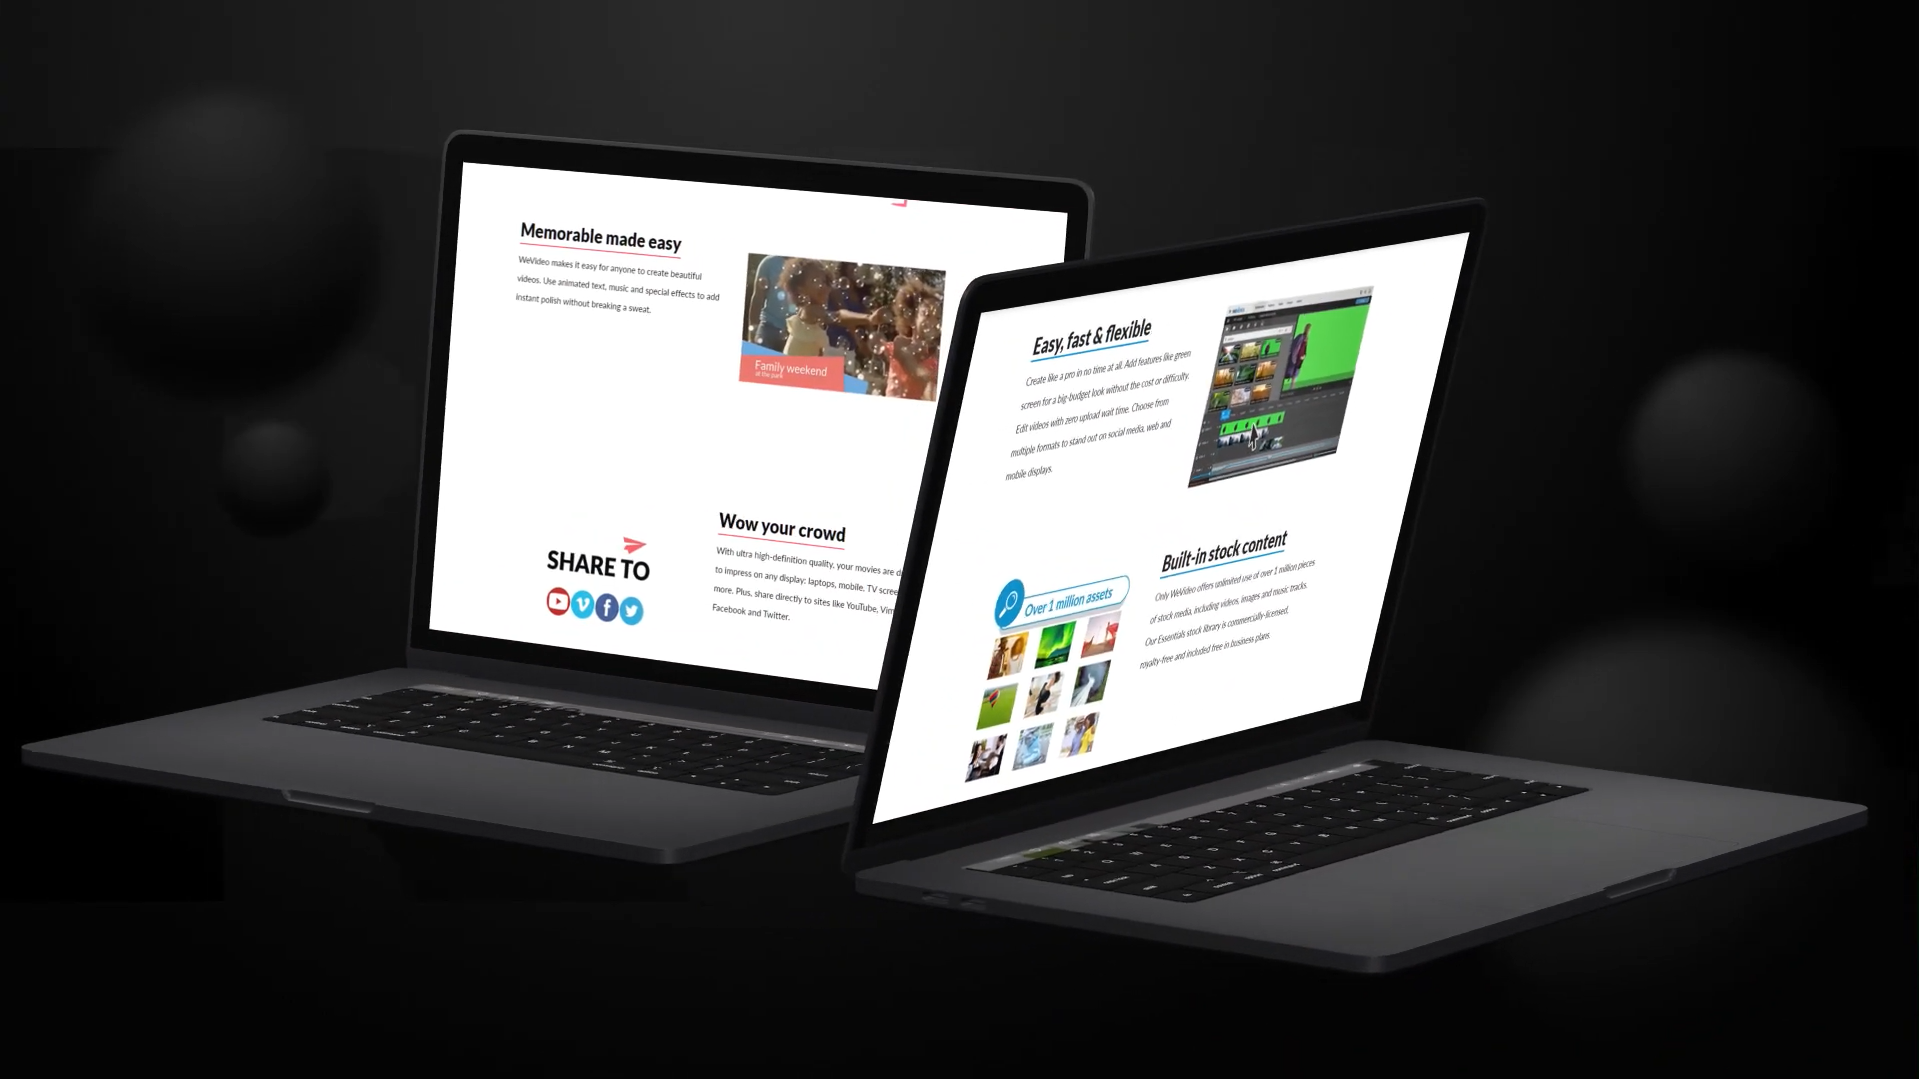 Memorable made easy
WeVideo makes it easy for anyone to create beautiful
videos. Use animated text, music and special effects to add
instant polish without breaking a sweat.
Family weekend
at the park
SHARE TO
Wow your crowd
With ultra high-definition quality, your movies are
to impress on any display: laptops, mobile, TV
more. Plus, share directly to sites like YouTube,
Facebook and Twitter.
Easy, fast & flexible
Create like a pro in no time at all. Add features like green
screen for a big-budget look without the cost or difficulty.
Edit videos with zero upload wait time. Choose from
multiple formats to stand out on social media, web and
mobile displays.
Over 1 million assets
Built-in stock content
Only WeVideo offers unlimited use of over 1 million pieces
of stock media, including videos, images and music tracks.
Our Essentials stock library is commercially-licensed,
royalty-free and included free in business plans.